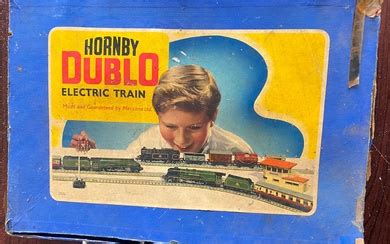 HORNBY
DUBLO
ELECTRIC TRAIN
Made and Guaranteed by Meccano Ltd.